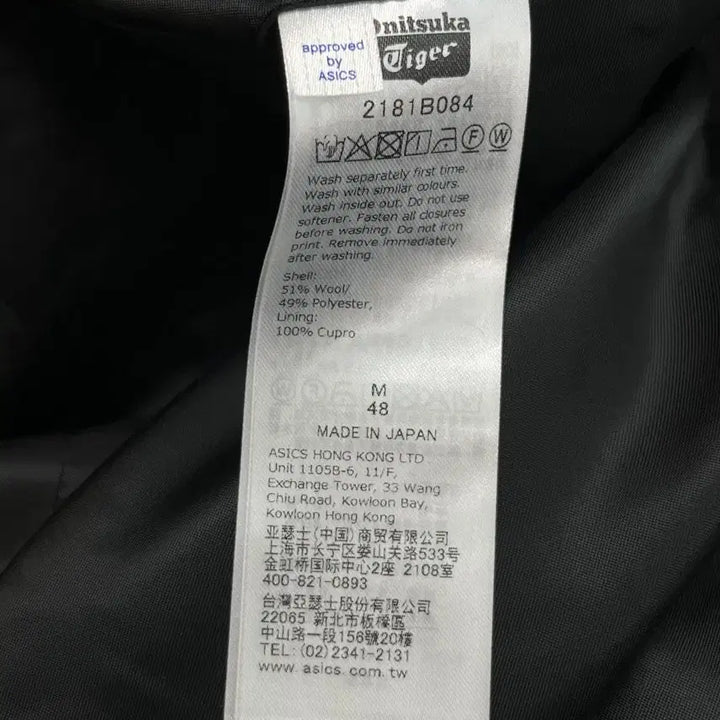 approved
by
ASICS
Onitsuka
Tiger
2181B084
F W
Wash separately first time.
Wash with similar colours.
Wash inside out. Do not use
softener. Fasten all closures
before washing. Do not iron
print. Remove immediately
after washing.
Shell:
51% Wool/
49% Polyester,
Lining:
100% Cupro
M
48
MADE IN JAPAN
ASICS HONG KONG LTD
Unit 1105B-6, 11/F,
Exchange Tower, 33 Wang
Chiu Road, Kowloon Bay,
Kowloon Hong Kong
亚瑟士(中国)商贸有限公司
上海市长宁区娄山关路533号
金虹桥国际中心2座 2108室
400-821-0893
台灣亞瑟士股份有限公司
22065 新北市板橋區
中山路一段156號20樓
TEL: (02)2341-2131
www.asics.com.tw